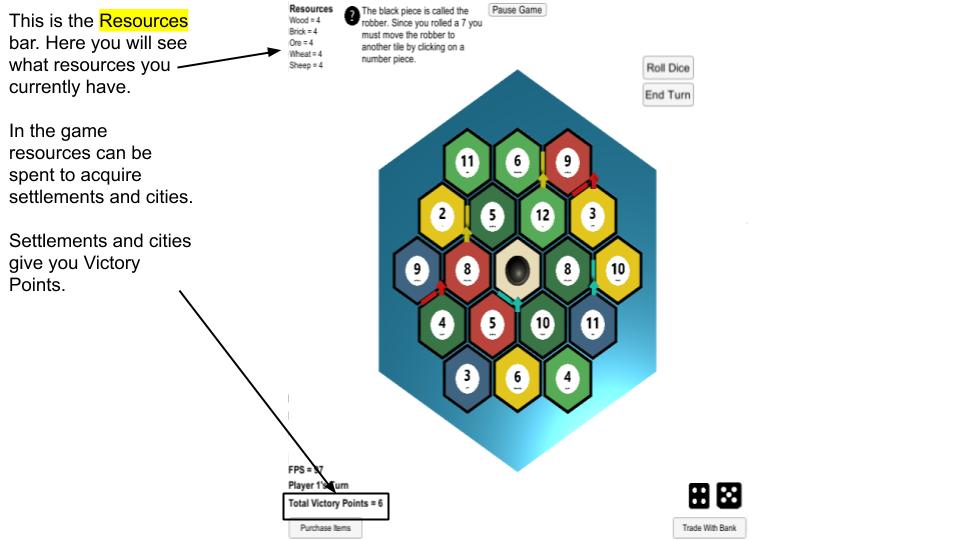 This is the Resources
bar. Here you will see
what resources you
currently have.
In the game
resources can be
spent to acquire
settlements and cities.
Settlements and cities
give you Victory
Points.
Resources
Wood = 4
Brick = 4
Ore = 4
Wheat = 4
Sheep = 4
?
The black piece is called the
robber. Since you rolled a 7 you
must move the robber to
another tile by clicking on a
number piece.
Pause Game
Roll Dice
End Turn
11 6 9
2 5 12 3
9 8 8 10
4 5 10 11
3 6 4
FPS =
Player 1's Turn
Total Victory Points = 6
Purchase Items
Trade With Bank